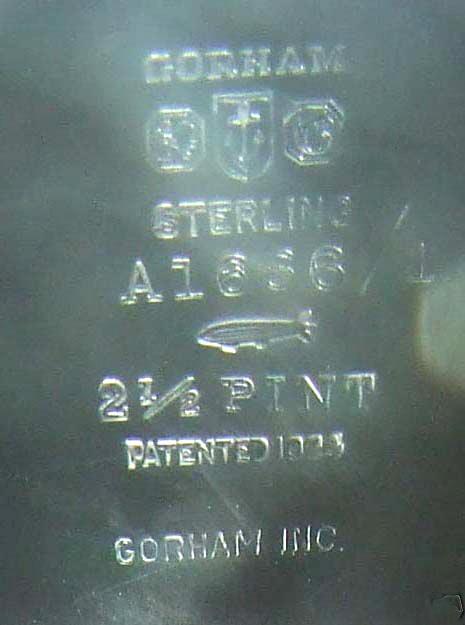 GORHAM
G
STERLING
2½ PINT
PATENTED
GORHAM INC.